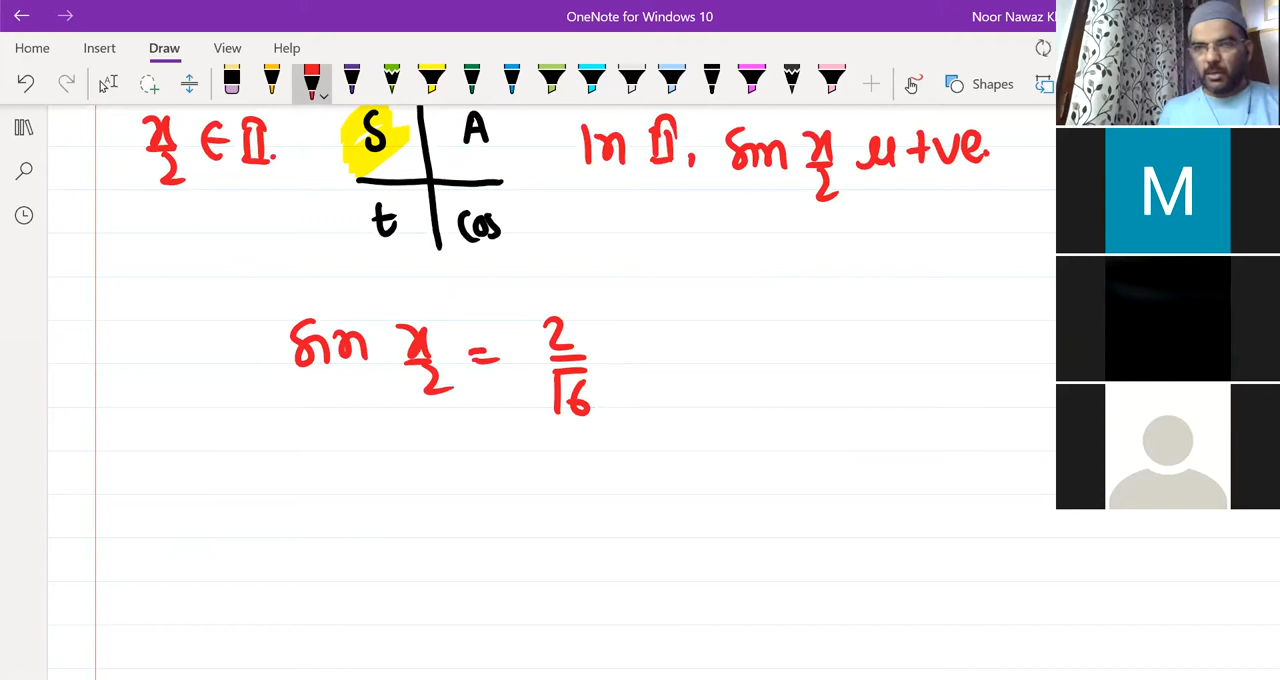 OneNote for Windows 10
Noor Nawaz Kh
Home Insert Draw View Help
Shapes
x/2 ∈ II.
S A
t Cos
In II, sin x/2 is +ve.
sin x/2 = 2/√6
M